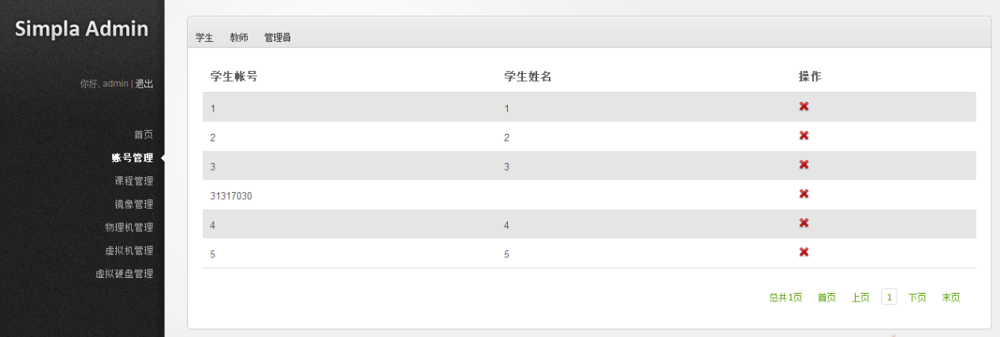 Simpla Admin
你好, admin | 退出
首页
账号管理
课程管理
镜像管理
物理机管理
虚拟机管理
虚拟硬盘管理
学生 教师 管理員
学生帐号 学生姓名 操作
1 1
2 2
3 3
31317030
4 4
5 5
总共1页 首页 上页 1 下页 末页